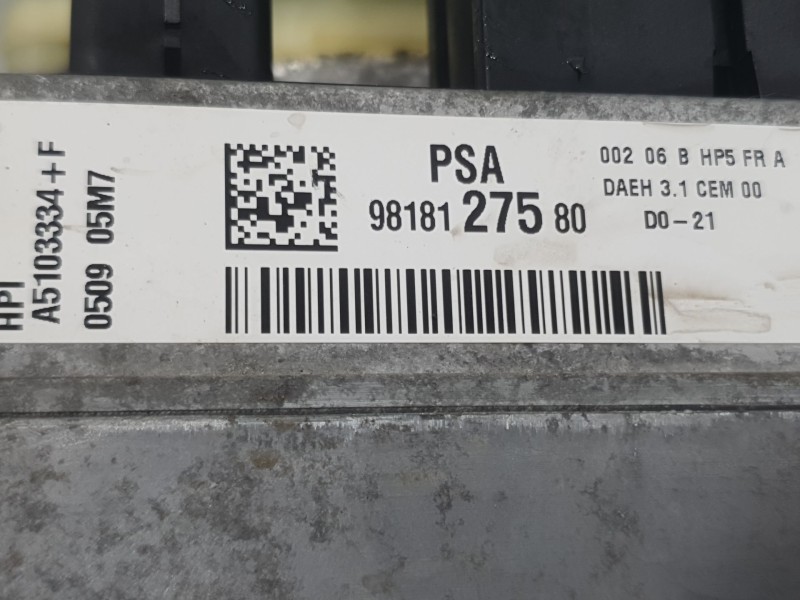 HPI
A5103334+F
0509 05M7
PSA
98181 275 80
002 06 B HP5 FR A
DAEH 3.1 CEM 00
D0-21